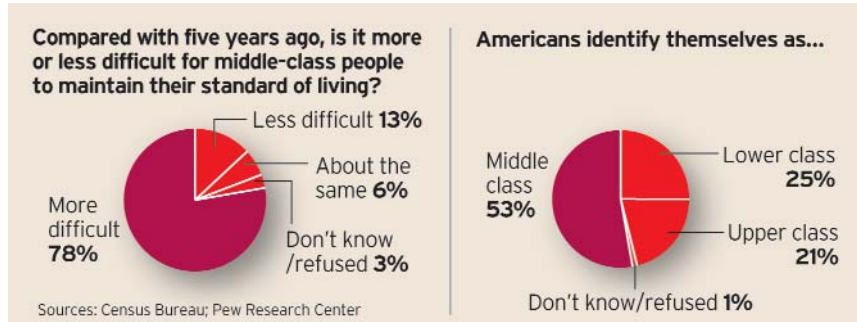 Compared with five years ago, is it more
or less difficult for middle-class people
to maintain their standard of living?
Less difficult 13%
About the
same 6%
Don't know
/refused 3%
More
difficult
78%
Sources: Census Bureau; Pew Research Center
Americans identify themselves as...
Middle
class
53%
Lower class
25%
Upper class
21%
Don't know/refused 1%